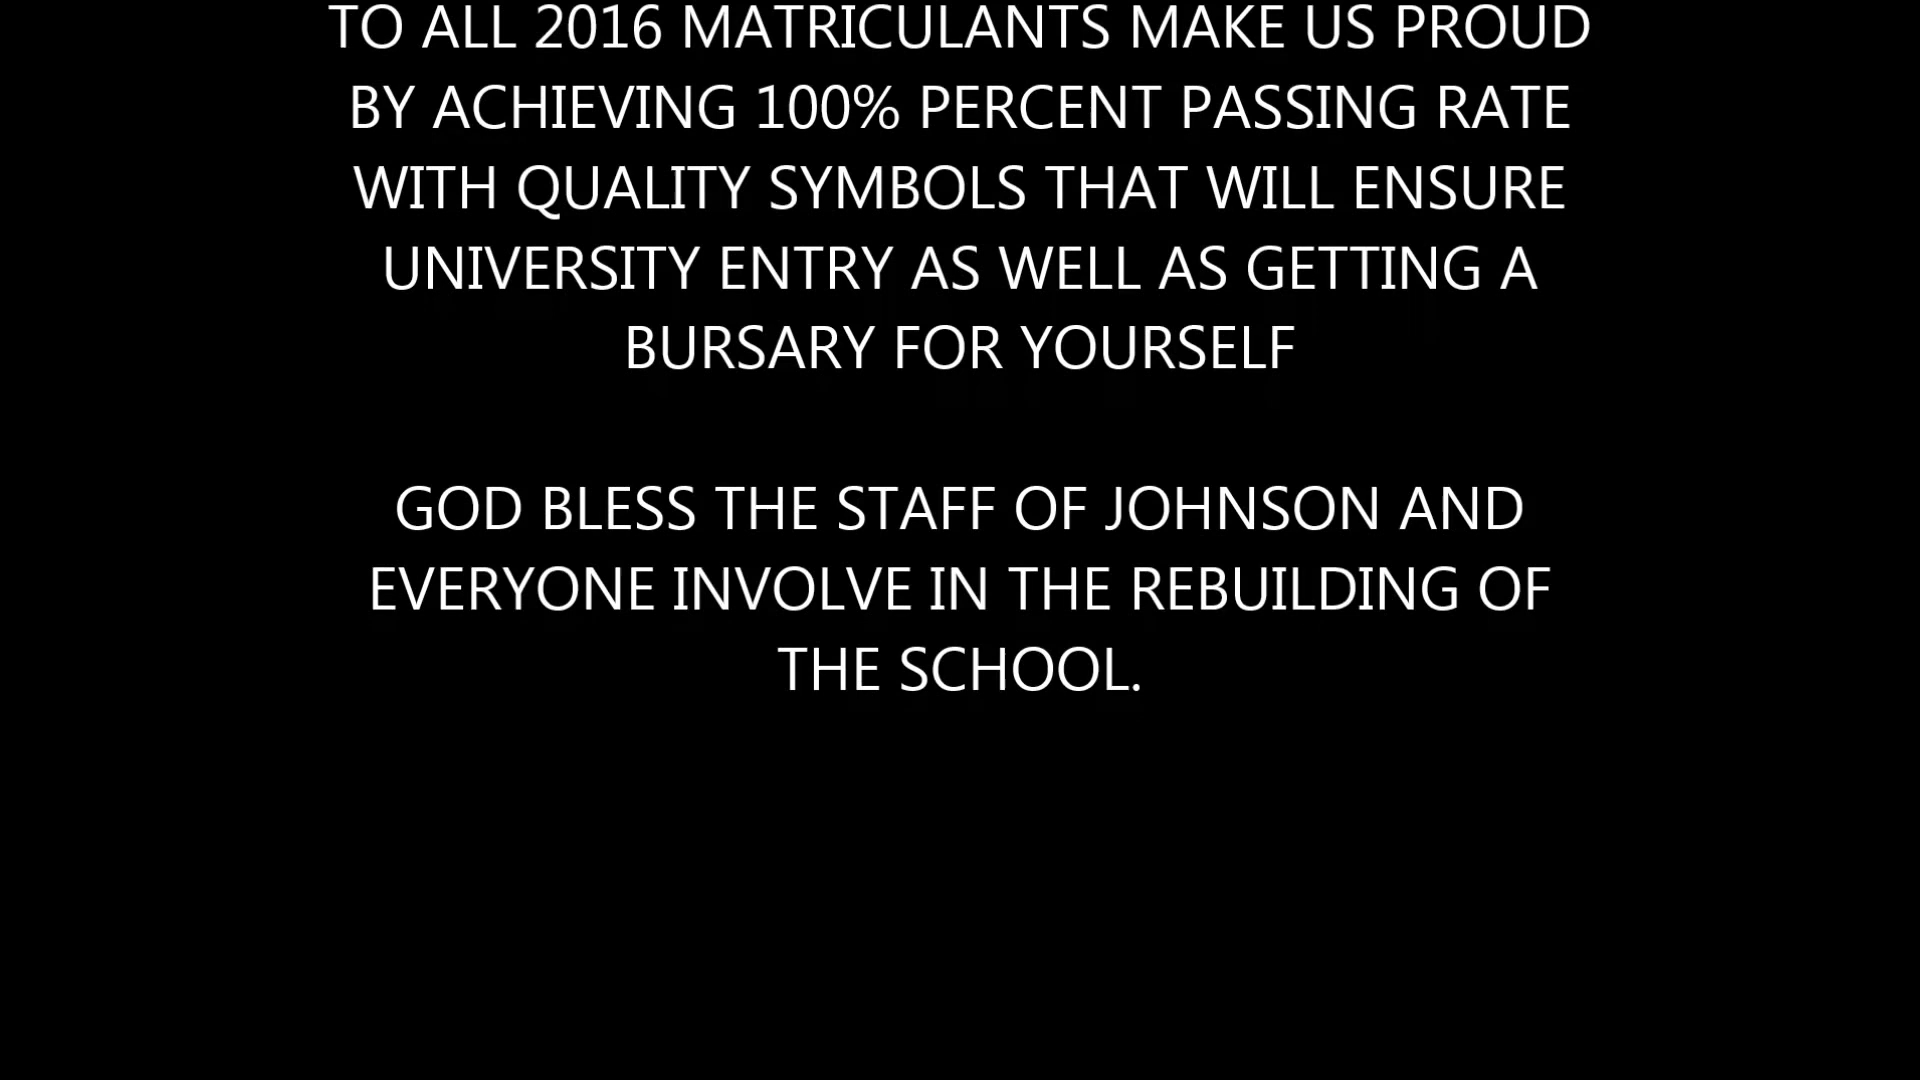 TO ALL 2016 MATRICULANTS MAKE US PROUD
BY ACHIEVING 100% PERCENT PASSING RATE
WITH QUALITY SYMBOLS THAT WILL ENSURE
UNIVERSITY ENTRY AS WELL AS GETTING A
BURSARY FOR YOURSELF
GOD BLESS THE STAFF OF JOHNSON AND
EVERYONE INVOLVE IN THE REBUILDING OF
THE SCHOOL.